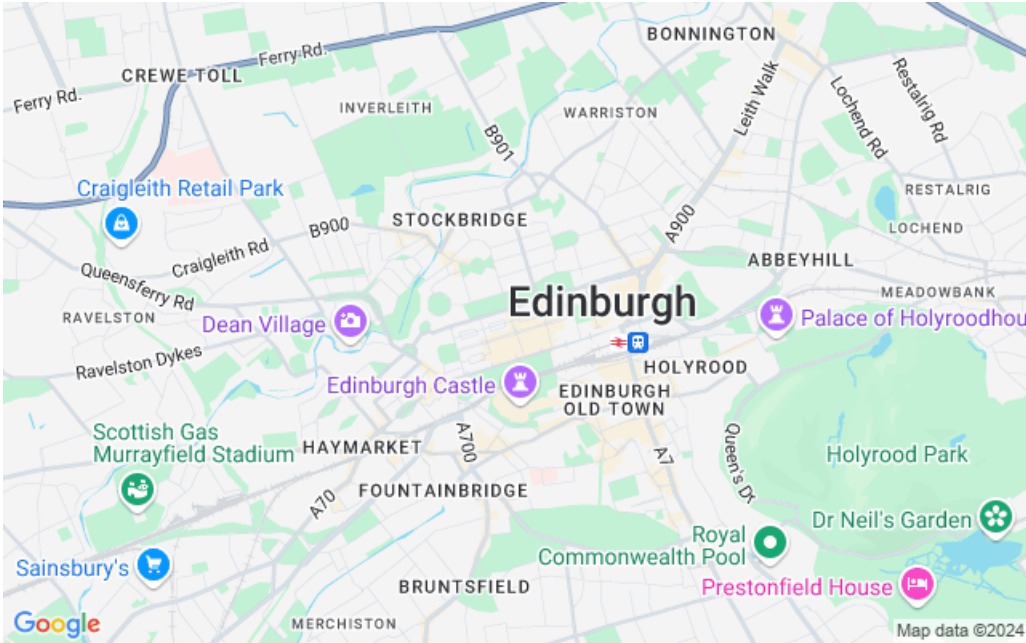 BONNINGTON
Ferry Rd.
CREWE TOLL
Ferry Rd.
INVERLEITH
WARRISTON
Leith Walk
Restalrig Rd
Lochend Rd
B901
Craigleith Retail Park
RESTALRIG
STOCKBRIDGE
B900
A900
LOCHEND
Craigleith Rd
ABBEYHILL
Queensferry Rd
MEADOWBANK
RAVELSTON
Dean Village
Edinburgh
Palace of Holyroodhou
Ravelston Dykes
HOLYROOD
Edinburgh Castle
EDINBURGH
OLD TOWN
Scottish Gas
Murrayfield Stadium
HAYMARKET
A700
A7
Queen's Dr
Holyrood Park
FOUNTAINBRIDGE
A70
Dr Neil's Garden
Royal
Commonwealth Pool
Sainsbury's
BRUNTSFIELD
Prestonfield House
MERCHISTON
Google
Map data ©2024